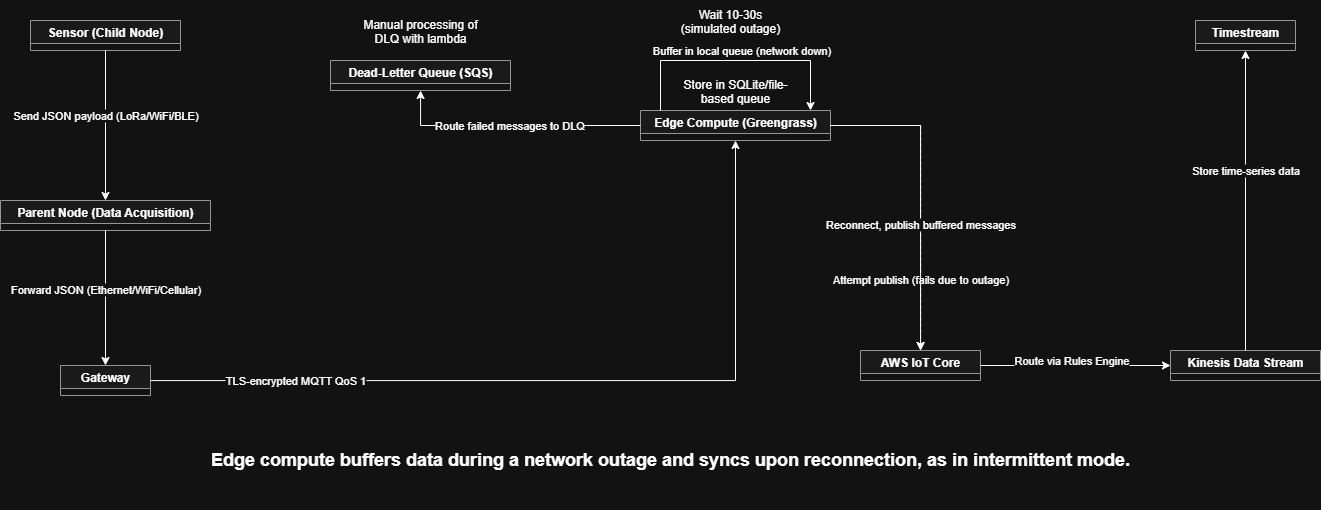 Sensor (Child Node)
Send JSON payload (LoRa/WiFi/BLE)
Parent Node (Data Acquisition)
Forward JSON (Ethernet/WiFi/Cellular)
Gateway
TLS-encrypted MQTT QoS 1
Manual processing of
DLQ with lambda
Dead-Letter Queue (SQS)
Route failed messages to DLQ
Wait 10-30s
(simulated outage)
Buffer in local queue (network down)
Store in SQLite/file-
based queue
Edge Compute (Greengrass)
Reconnect, publish buffered messages
Attempt publish (fails due to outage)
AWS IoT Core
Route via Rules Engine
Kinesis Data Stream
Store time-series data
Timestream
Edge compute buffers data during a network outage and syncs upon reconnection, as in intermittent mode.